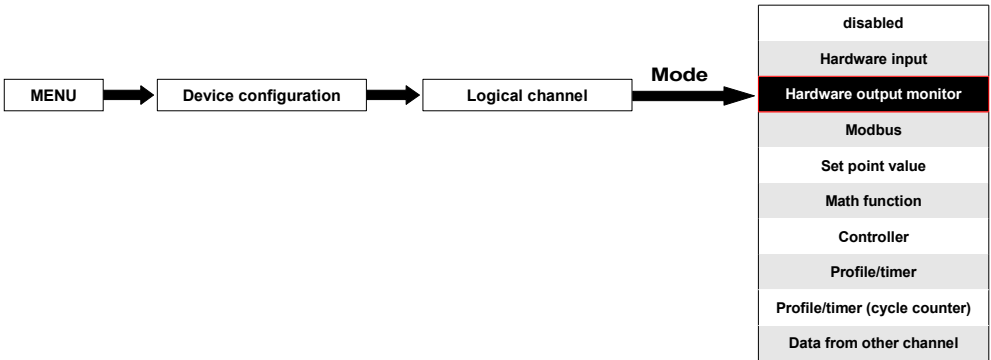 MENU
Device configuration
Logical channel
Mode
disabled
Hardware input
Hardware output monitor
Modbus
Set point value
Math function
Controller
Profile/timer
Profile/timer (cycle counter)
Data from other channel